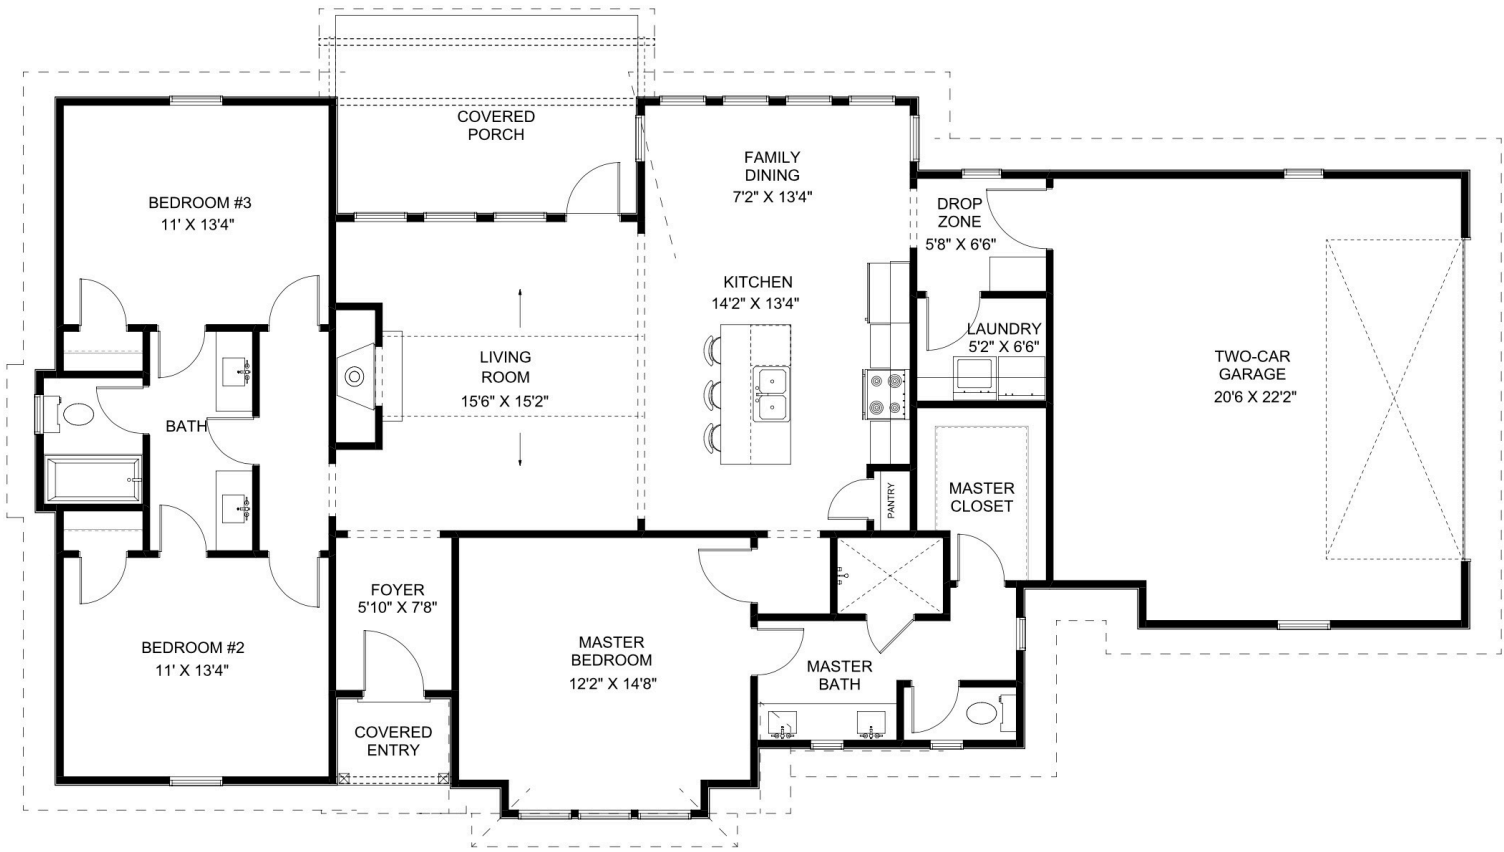 COVERED
PORCH
FAMILY
DINING
7'2" X 13'4"
BEDROOM #3
11' X 13'4"
DROP
ZONE
5'8" X 6'6"
KITCHEN
14'2" X 13'4"
LAUNDRY
5'2" X 6'6"
LIVING
ROOM
15'6" X 15'2"
TWO-CAR
GARAGE
20'6 X 22'2"
BATH
MASTER
CLOSET
PANTRY
FOYER
5'10" X 7'8"
BEDROOM #2
11' X 13'4"
MASTER
BEDROOM
12'2" X 14'8"
MASTER
BATH
COVERED
ENTRY